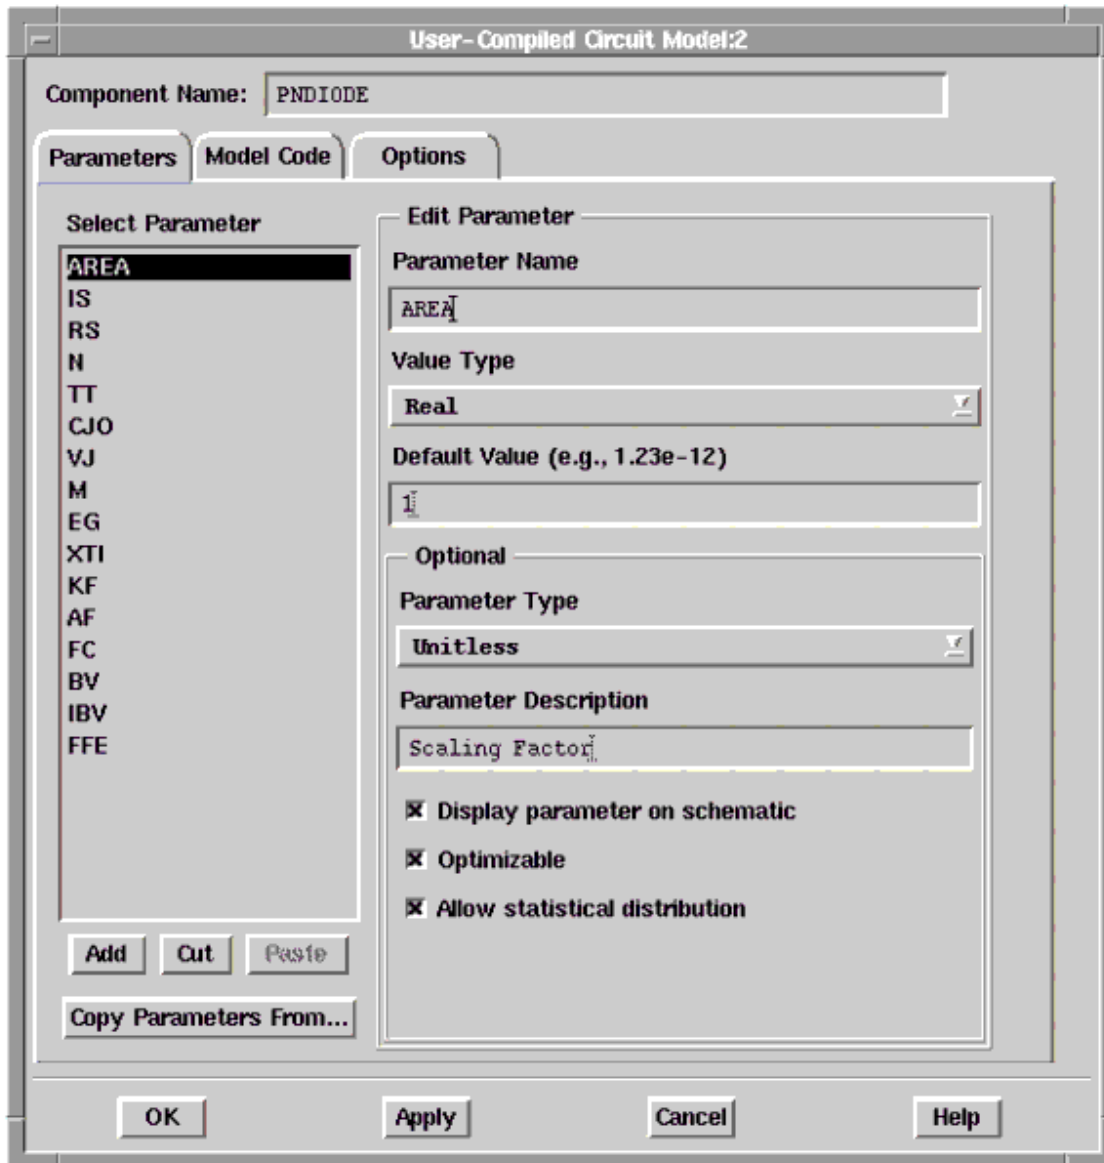 User-Compiled Circuit Model:2
Component Name: PNDIODE
Parameters Model Code Options
Select Parameter
AREA
IS
RS
N
TT
CJO
VJ
M
EG
XTI
KF
AF
FC
BV
IBV
FFE
Add Cut Paste
Copy Parameters From...
Edit Parameter
Parameter Name
AREA
Value Type
Real
Default Value (e.g., 1.23e-12)
1
Optional
Parameter Type
Unitless
Parameter Description
Scaling Factor
Display parameter on schematic
Optimizable
Allow statistical distribution
OK Apply Cancel Help